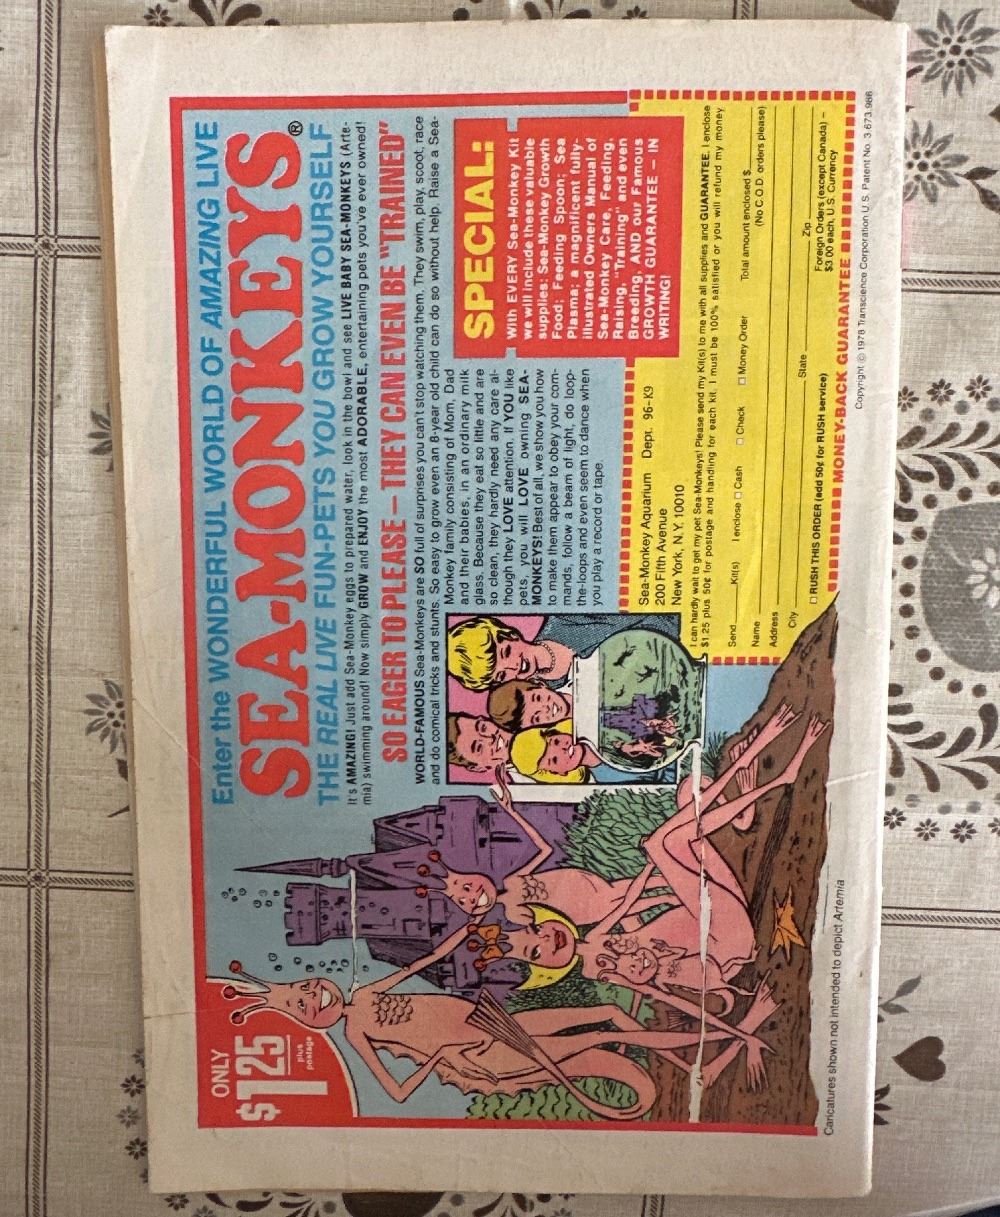 ONLY
$1.25
plus
postage
Enter the WONDERFUL WORLD OF AMAZING LIVE
SEA-MONKEYS®
THE REAL LIVE FUN-PETS YOU GROW YOURSELF
It's AMAZING! Just add Sea-Monkey eggs to prepared water, look in the bowl and see LIVE BABY SEA-MONKEYS (Arte-
mia) swimming around! Now simply GROW and ENJOY the most ADORABLE, entertaining pets you've ever owned!
SO EAGER TO PLEASE – THEY CAN EVEN BE "TRAINED"
WORLD-FAMOUS Sea-Monkeys are SO full of surprises you can't stop watching them. They swim, play, scoot, race
and do comical tricks and stunts. So easy to grow even an 8-year old child can do so without help. Raise a Sea-
Monkey family consisting of Mom, Dad
and their babies, in an ordinary milk
glass. Because they eat so little and are
so clean, they hardly need any care al-
though they LOVE attention. If YOU like
pets, you will LOVE owning SEA-
MONKEYS! Best of all, we show you how
to make them appear to obey your com-
mands, follow a beam of light, do loop-
the-loops and even seem to dance when
you play a record or tape.
SPECIAL:
With EVERY Sea-Monkey Kit
we will include these valuable
supplies: Sea-Monkey Growth
Food; Feeding Spoon; Sea
Plasma; a magnificent fully-
illustrated Owners Manual of
Sea-Monkey Care, Feeding,
Raising, "Training" and even
Breeding, AND our Famous
GROWTH GUARANTEE – IN
WRITING!
Sea-Monkey Aquarium Dept. 96-K9
200 Fifth Avenue
New York, N.Y. 10010
I can hardly wait to get my pet Sea-Monkeys! Please send my Kit(s) to me with all supplies and GUARANTEE. I enclose
$1.25 plus 50¢ for postage and handling for each kit. I must be 100% satisfied or you will refund my money
Send Kit(s) I enclose □ Cash □ Check □ Money Order Total amount enclosed $
(No C.O.D. orders please)
Name
Address
City State Zip
□ RUSH THIS ORDER (add 50¢ for RUSH service) Foreign Orders (except Canada) –
$3.00 each, U.S. Currency
MONEY-BACK GUARANTEE
Caricatures shown not intended to depict Artemia
Copyright © 1978 Transcience Corporation U.S. Patent No. 3,673,986